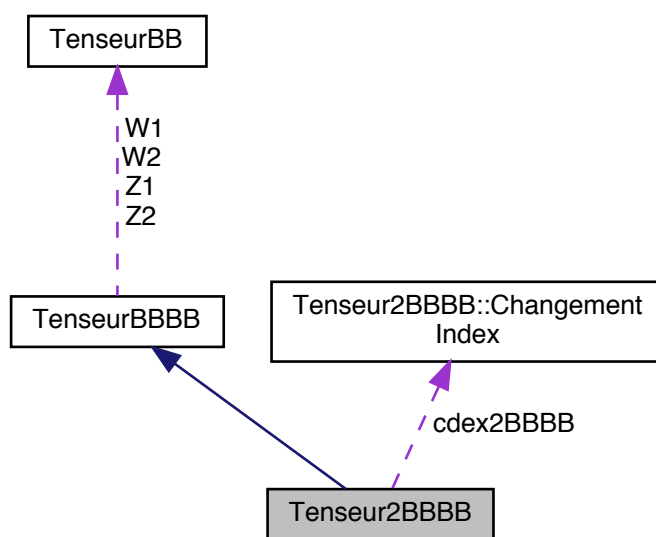 TenseurBB
W1
W2
Z1
Z2
TenseurBBBB
Tenseur2BBBB::Changement
Index
cdex2BBBB
Tenseur2BBBB